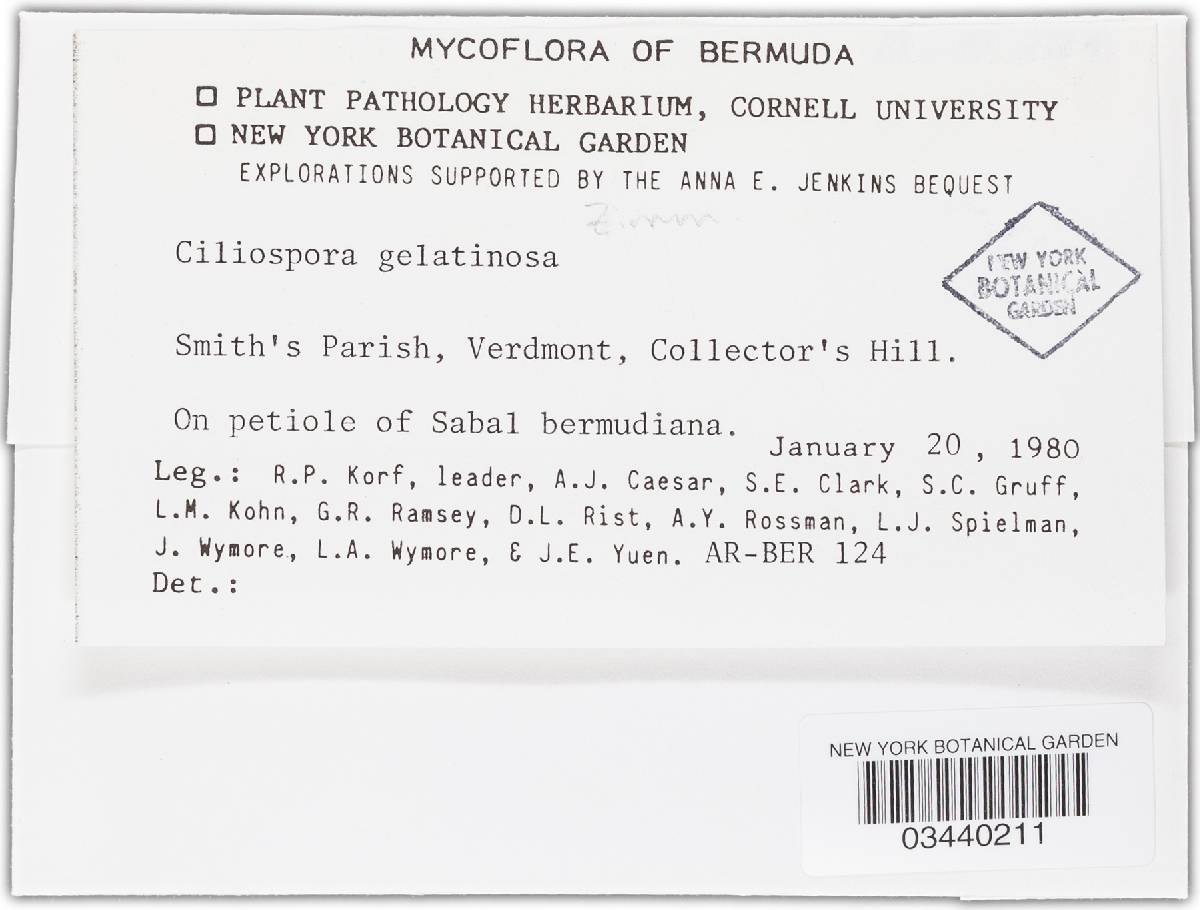 MYCOFLORA OF BERMUDA
☐ PLANT PATHOLOGY HERBARIUM, CORNELL UNIVERSITY
☐ NEW YORK BOTANICAL GARDEN
EXPLORATIONS SUPPORTED BY THE ANNA E. JENKINS BEQUEST
Zimm.
Ciliospora gelatinosa
NEW YORK
BOTANICAL
GARDEN
Smith's Parish, Verdmont, Collector's Hill.
On petiole of Sabal bermudiana.
January 20, 1980
Leg.: R.P. Korf, leader, A.J. Caesar, S.E. Clark, S.C. Gruff,
L.M. Kohn, G.R. Ramsey, D.L. Rist, A.Y. Rossman, L.J. Spielman,
J. Wymore, L.A. Wymore, & J.E. Yuen. AR-BER 124
Det.:
NEW YORK BOTANICAL GARDEN
03440211